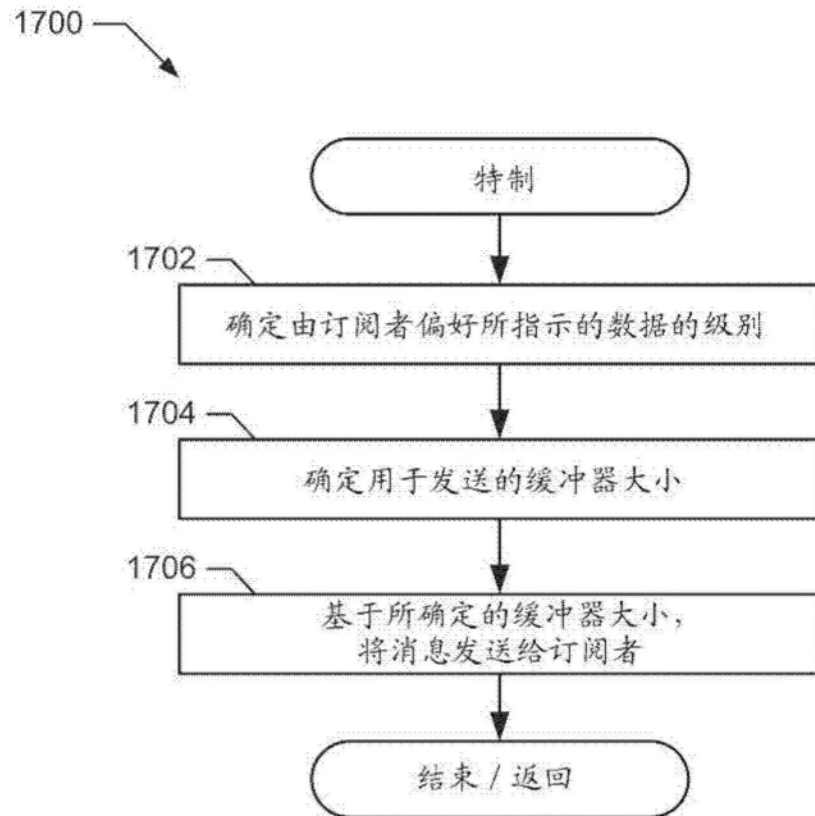 1700
特制
1702
确定由订阅者偏好所指示的数据的级别
1704
确定用于发送的缓冲器大小
1706
基于所确定的缓冲器大小，
将消息发送给订阅者
结束 / 返回